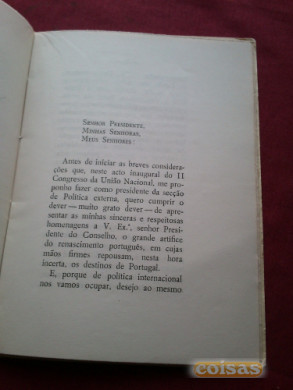 Senhor Presidente,
Minhas Senhoras,
Meus Senhores:
Antes de iniciar as breves considera-
ções que, neste acto inaugural do II
Congresso da União Nacional, me pro-
ponho fazer como presidente da secção
de Política externa, quero cumprir o
dever — muito grato dever — de apre-
sentar as minhas sinceras e respeitosas
homenagens a V. Ex.ª, senhor Presi-
dente do Conselho, o grande artífice
do renascimento português, em cujas
mãos firmes repousam, nesta hora
incerta, os destinos de Portugal.
E, porque de política internacional
nos vamos ocupar, desejo ao mesmo
coisas